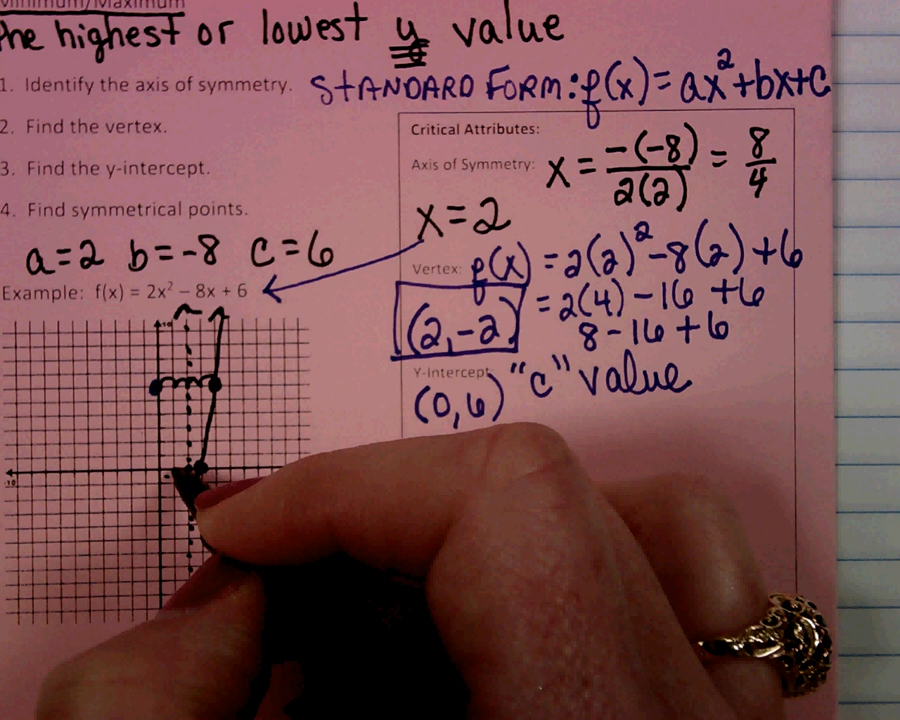 Minimum/Maximum
The highest or lowest y value
1. Identify the axis of symmetry.
STANDARD FORM: f(x) = ax² + bx + c
2. Find the vertex.
3. Find the y-intercept.
4. Find symmetrical points.
a = 2 b = -8 c = 6
Example: f(x) = 2x² – 8x + 6
10
-10
Critical Attributes:
Axis of Symmetry: x = -(-8)/2(2) = 8/4
x = 2
Vertex: f(x) = 2(2)² - 8(2) + 6
= 2(4) - 16 + 6
8 - 16 + 6
(2, -2)
Y-Intercept: "c" value
(0, 6)